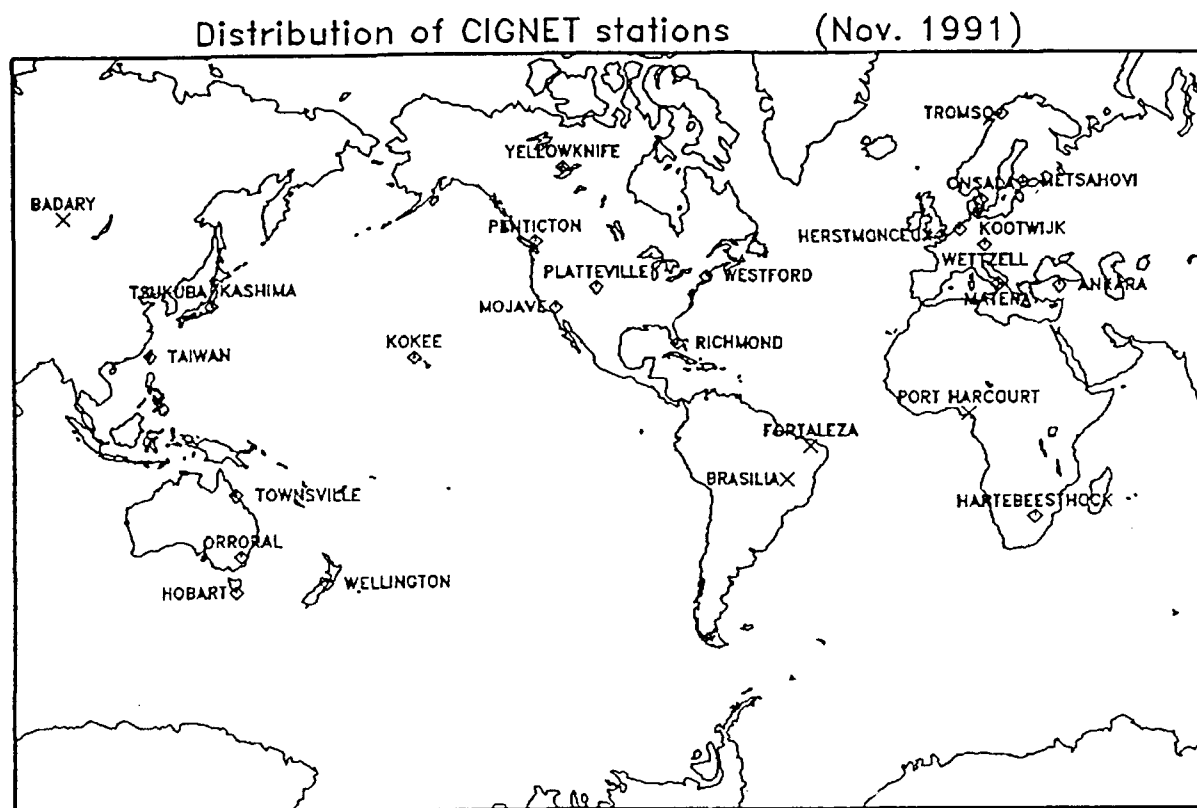 Distribution of CIGNET stations (Nov. 1991)
TROMSO
YELLOWKNIFE
ONSALA
METSAHOVI
BADARY
PENTICTON
HERSTMONCEUX
KOOTWIJK
WETTZELL
PLATTEVILLE
WESTFORD
TSUKUBA
KASHIMA
MATERA
ANKARA
MOJAVE
KOKEE
RICHMOND
TAIWAN
PORT HARCOURT
FORTALEZA
BRASILIA
TOWNSVILLE
HARTEBEESTHOCK
ORRORAL
HOBART
WELLINGTON